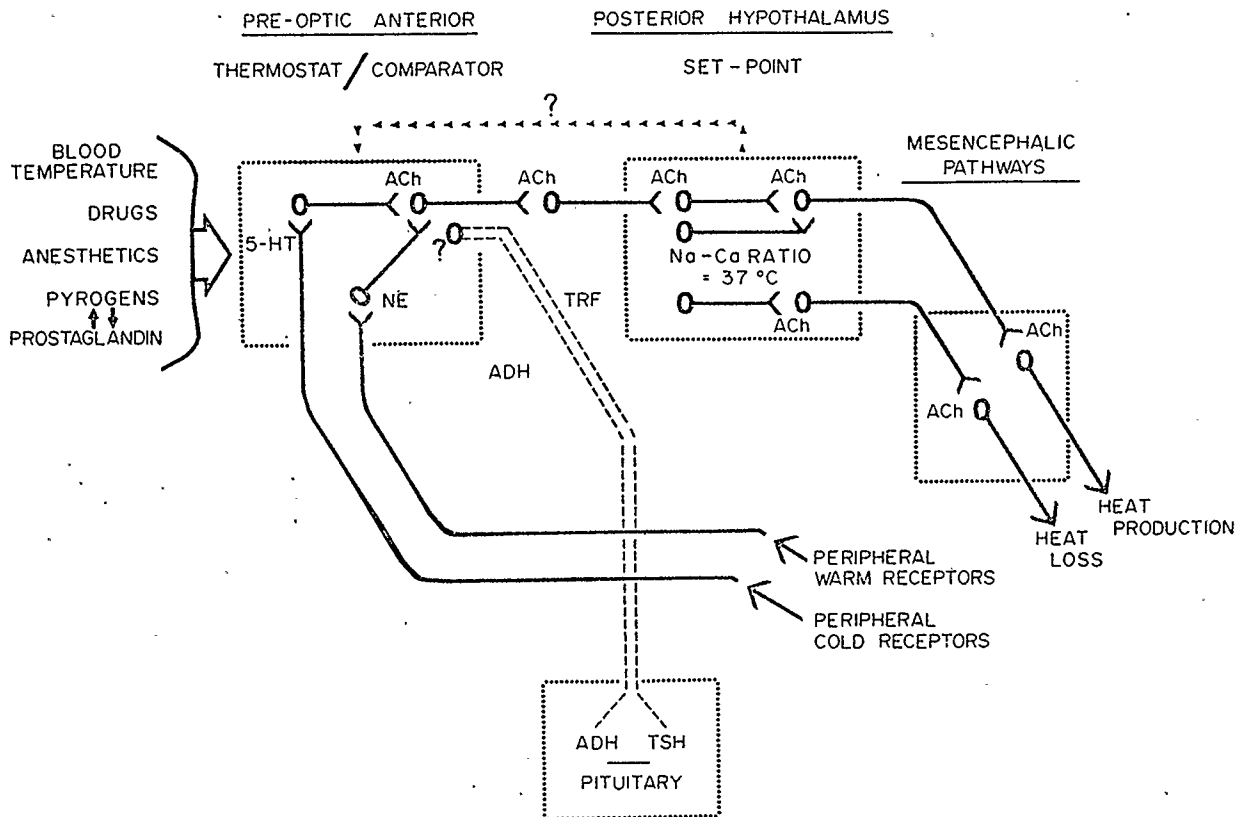 PRE-OPTIC ANTERIOR
THERMOSTAT / COMPARATOR
POSTERIOR HYPOTHALAMUS
SET-POINT
?
MESENCEPHALIC
PATHWAYS
BLOOD
TEMPERATURE
DRUGS
ANESTHETICS
PYROGENS
PROSTAGLANDIN
ACh
ACh
ACh
ACh
5-HT
?
NE
Na-Ca RATIO
= 37 °C
ACh
TRF
ADH
ACh
ACh
HEAT
PRODUCTION
HEAT
LOSS
PERIPHERAL
WARM RECEPTORS
PERIPHERAL
COLD RECEPTORS
ADH TSH
PITUITARY